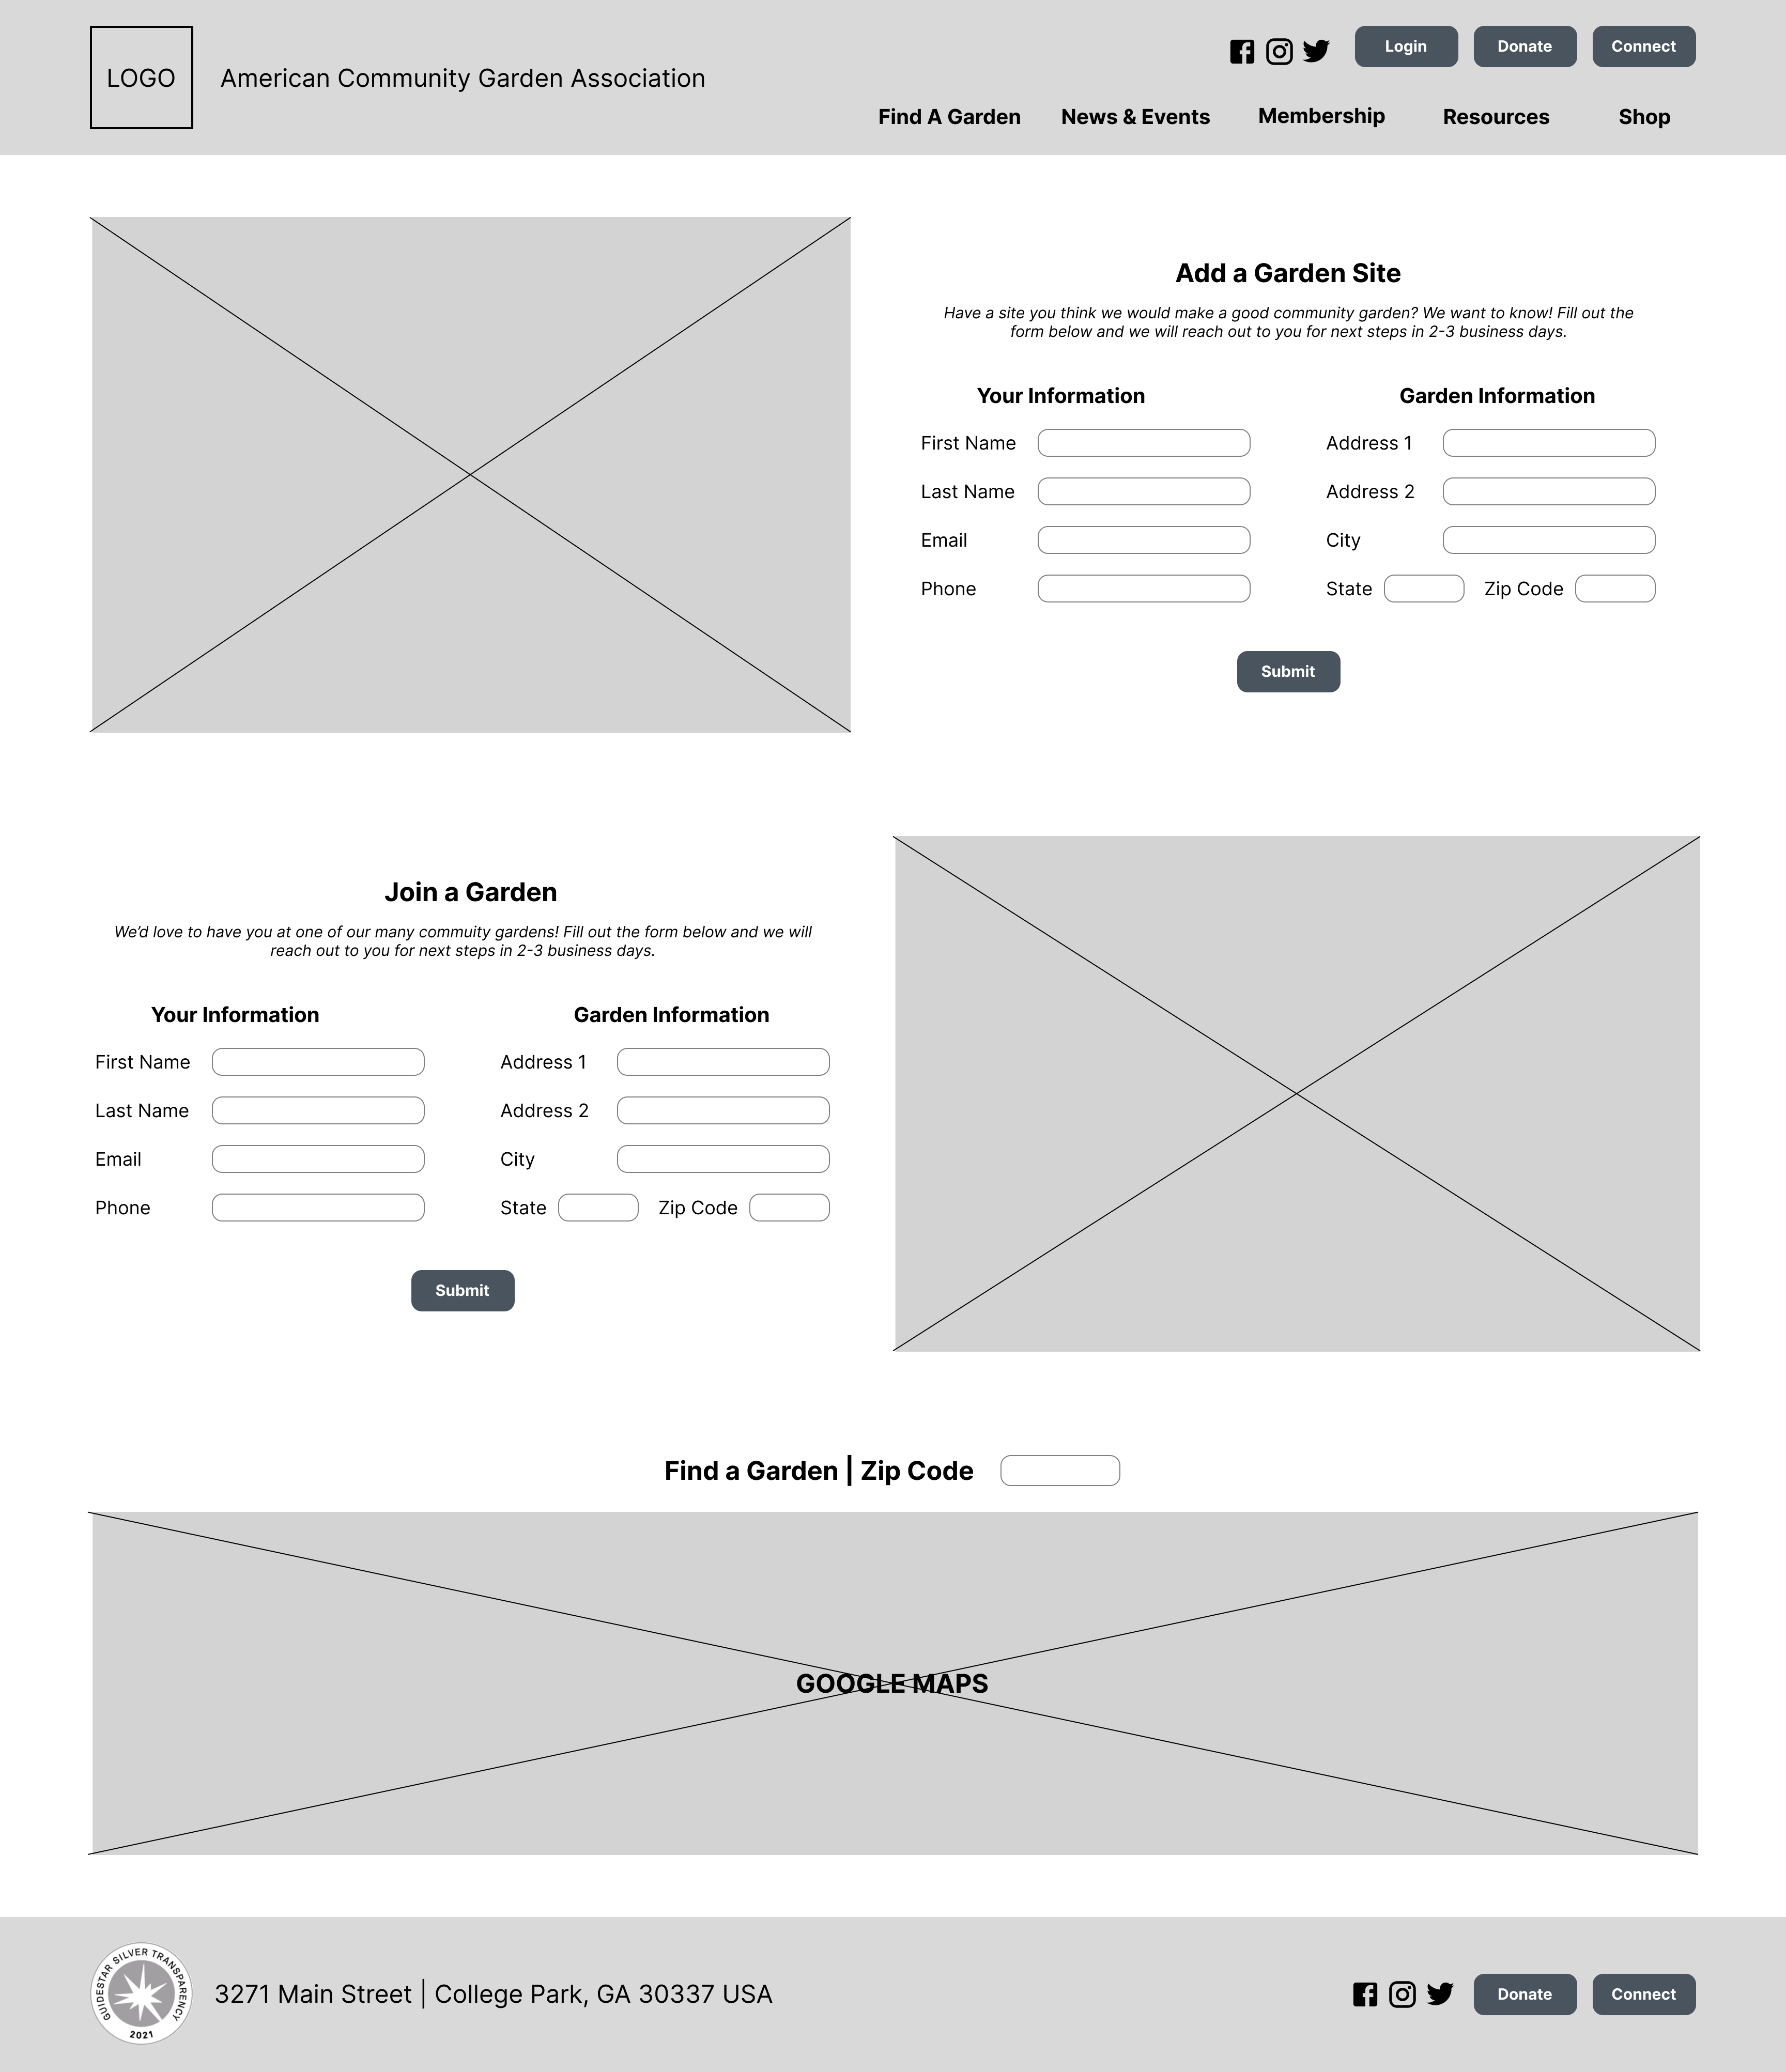 LOGO
American Community Garden Association
Login
Donate
Connect
Find A Garden
News & Events
Membership
Resources
Shop
Add a Garden Site
Have a site you think we would make a good community garden? We want to know! Fill out the
form below and we will reach out to you for next steps in 2-3 business days.
Your Information
First Name
Last Name
Email
Phone
Garden Information
Address 1
Address 2
City
State
Zip Code
Submit
Join a Garden
We'd love to have you at one of our many commuity gardens! Fill out the form below and we will
reach out to you for next steps in 2-3 business days.
Your Information
First Name
Last Name
Email
Phone
Garden Information
Address 1
Address 2
City
State
Zip Code
Submit
Find a Garden | Zip Code
GOOGLE MAPS
GUIDESTAR SILVER TRANSPARENCY
2021
3271 Main Street | College Park, GA 30337 USA
Donate
Connect